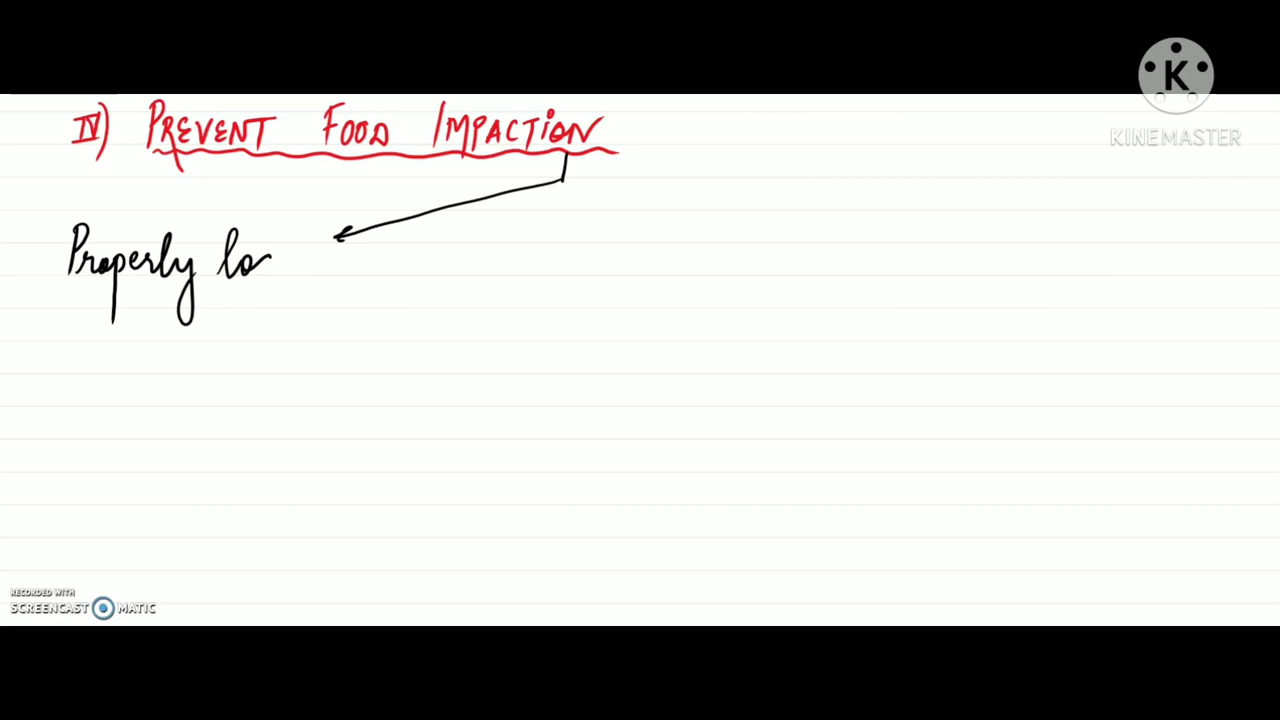 K
KINEMASTER
IV) PREVENT FOOD IMPACTION
Properly lo
RECORDED WITH
SCREENCAST MATIC